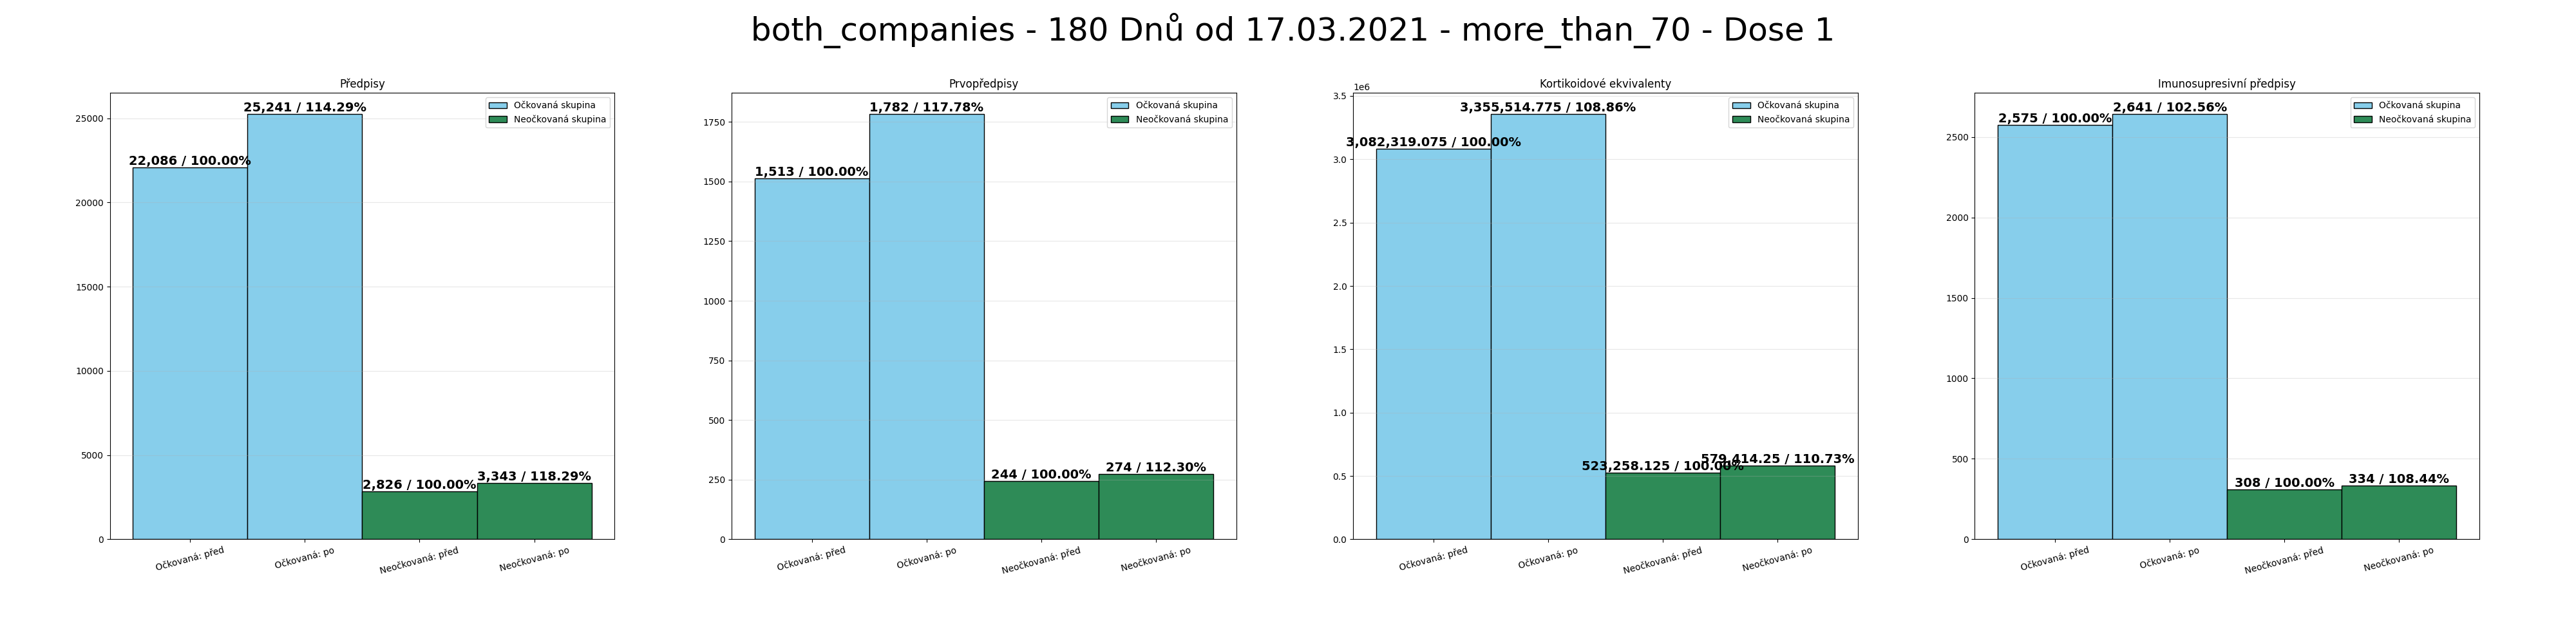 both_companies - 180 Dnů od 17.03.2021 - more_than_70 - Dose 1
Předpisy
25000
20000
15000
10000
5000
0
25,241 / 114.29%
22,086 / 100.00%
2,826 / 100.00%
3,343 / 118.29%
Očkovaná skupina
Neočkovaná skupina
Očkovaná: před
Očkovaná: po
Neočkovaná: před
Neočkovaná: po
Prvopředpisy
1750
1500
1250
1000
750
500
250
0
1,782 / 117.78%
1,513 / 100.00%
244 / 100.00%
274 / 112.30%
Očkovaná skupina
Neočkovaná skupina
Očkovaná: před
Očkovaná: po
Neočkovaná: před
Neočkovaná: po
Kortikoidové ekvivalenty
1e6
3.5
3.0
2.5
2.0
1.5
1.0
0.5
0.0
3,355,514.775 / 108.86%
3,082,319.075 / 100.00%
523,258.125 / 100.00%
579,414.25 / 110.73%
Očkovaná skupina
Neočkovaná skupina
Očkovaná: před
Očkovaná: po
Neočkovaná: před
Neočkovaná: po
Imunosupresivní předpisy
2500
2000
1500
1000
500
0
2,575 / 100.00%
2,641 / 102.56%
308 / 100.00%
334 / 108.44%
Očkovaná skupina
Neočkovaná skupina
Očkovaná: před
Očkovaná: po
Neočkovaná: před
Neočkovaná: po